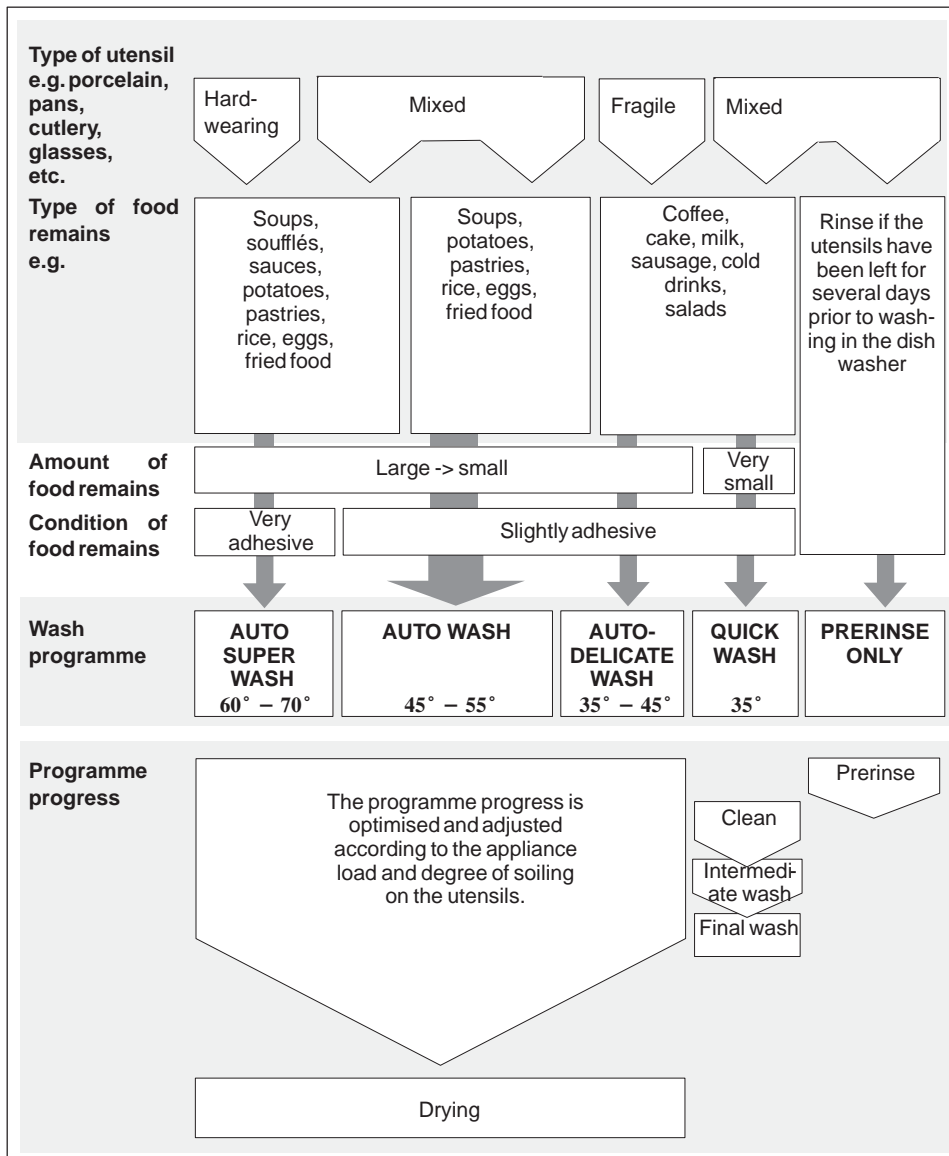 Type of utensil
e.g. porcelain,
pans,
cutlery,
glasses,
etc.
Hard-
wearing
Mixed
Fragile
Mixed
Type of food
remains
e.g.
Soups,
soufflés,
sauces,
potatoes,
pastries,
rice, eggs,
fried food
Soups,
potatoes,
pastries,
rice, eggs,
fried food
Coffee,
cake, milk,
sausage, cold
drinks,
salads
Rinse if the
utensils have
been left for
several days
prior to wash-
ing in the dish
washer
Amount of
food remains
Large -> small
Very
small
Condition of
food remains
Very
adhesive
Slightly adhesive
Wash
programme
AUTO
SUPER
WASH
60° – 70°
AUTO WASH
45° – 55°
AUTO-
DELICATE
WASH
35° – 45°
QUICK
WASH
35°
PRERINSE
ONLY
Programme
progress
The programme progress is
optimised and adjusted
according to the appliance
load and degree of soiling
on the utensils.
Clean
Intermedi-
ate wash
Final wash
Prerinse
Drying